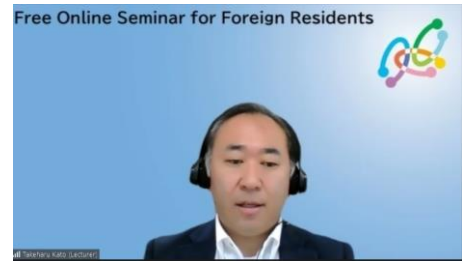 Free Online Seminar for Foreign Residents
Takeharu Kato (Lecturer)